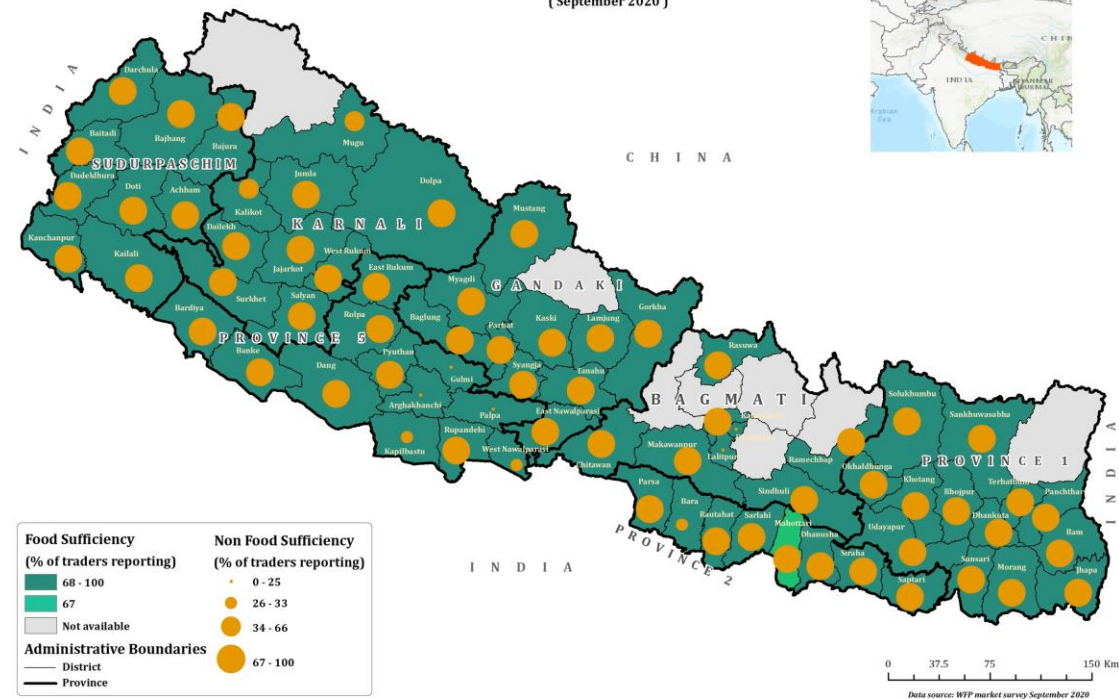 ( September 2020 )
INDIA
CHINA
INDIA
INDIA
CHIN
INDIA
MYANMAR
BURMA
Arabian
Sea
SUDURPASCHIM
Darchula
Baitadi
Bajhang
Bajura
Dadeldhura
Doti
Achham
Kanchanpur
Kailali
KARNALI
Mugu
Jumla
Dolpa
Kalikot
Dailekh
Jajarkot
West Rukum
Surkhet
Salyan
PROVINCE 5
East Rukum
Rolpa
Bardiya
Banke
Dang
Pyuthan
Gulmi
Arghakhanchi
Palpa
Kapilbastu
Rupandehi
West Nawalparasi
GANDAKI
Mustang
Myagdi
Baglung
Parbat
Kaski
Lamjung
Gorkha
Syangja
Tanahu
East Nawalparasi
BAGMATI
Rasuwa
Lalitpur
Makawanpur
Chitawan
Ramechhap
Sindhuli
PROVINCE 2
Parsa
Bara
Rautahat
Sarlahi
Mahottari
Dhanusha
Siraha
Saptari
PROVINCE 1
Solukhumbu
Sankhuwasabha
Okhaldhunga
Khotang
Bhojpur
Terhathum
Panchthar
Dhankuta
Udayapur
Ilam
Sunsari
Morang
Jhapa
Food Sufficiency
(% of traders reporting)
68 - 100
67
Not available
Administrative Boundaries
District
Province
Non Food Sufficiency
(% of traders reporting)
0 - 25
26 - 33
34 - 66
67 - 100
0 37.5 75 150 Km
Data source: WFP market survey September 2020